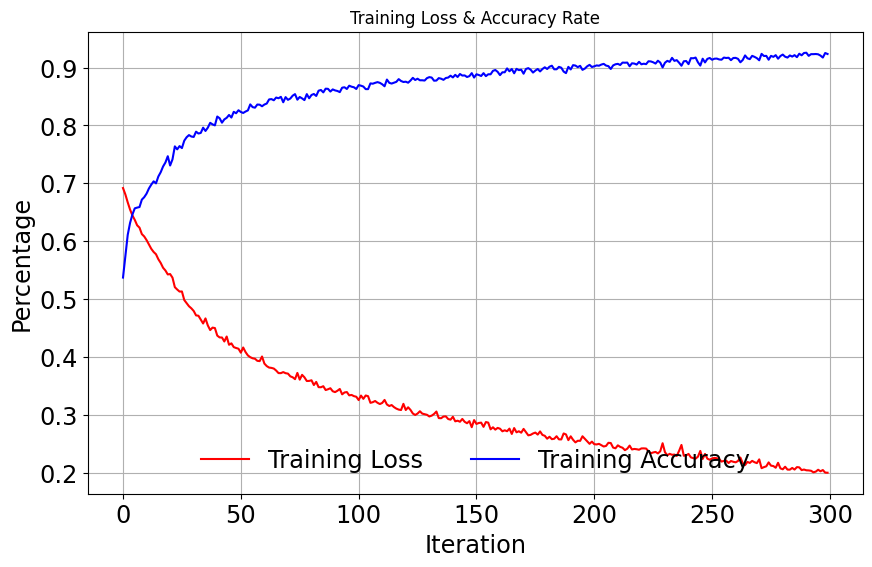 Training Loss & Accuracy Rate
0.9
0.8
0.7
0.6
0.5
0.4
0.3
0.2
Percentage
Training Loss
Training Accuracy
0 50 100 150 200 250 300
Iteration